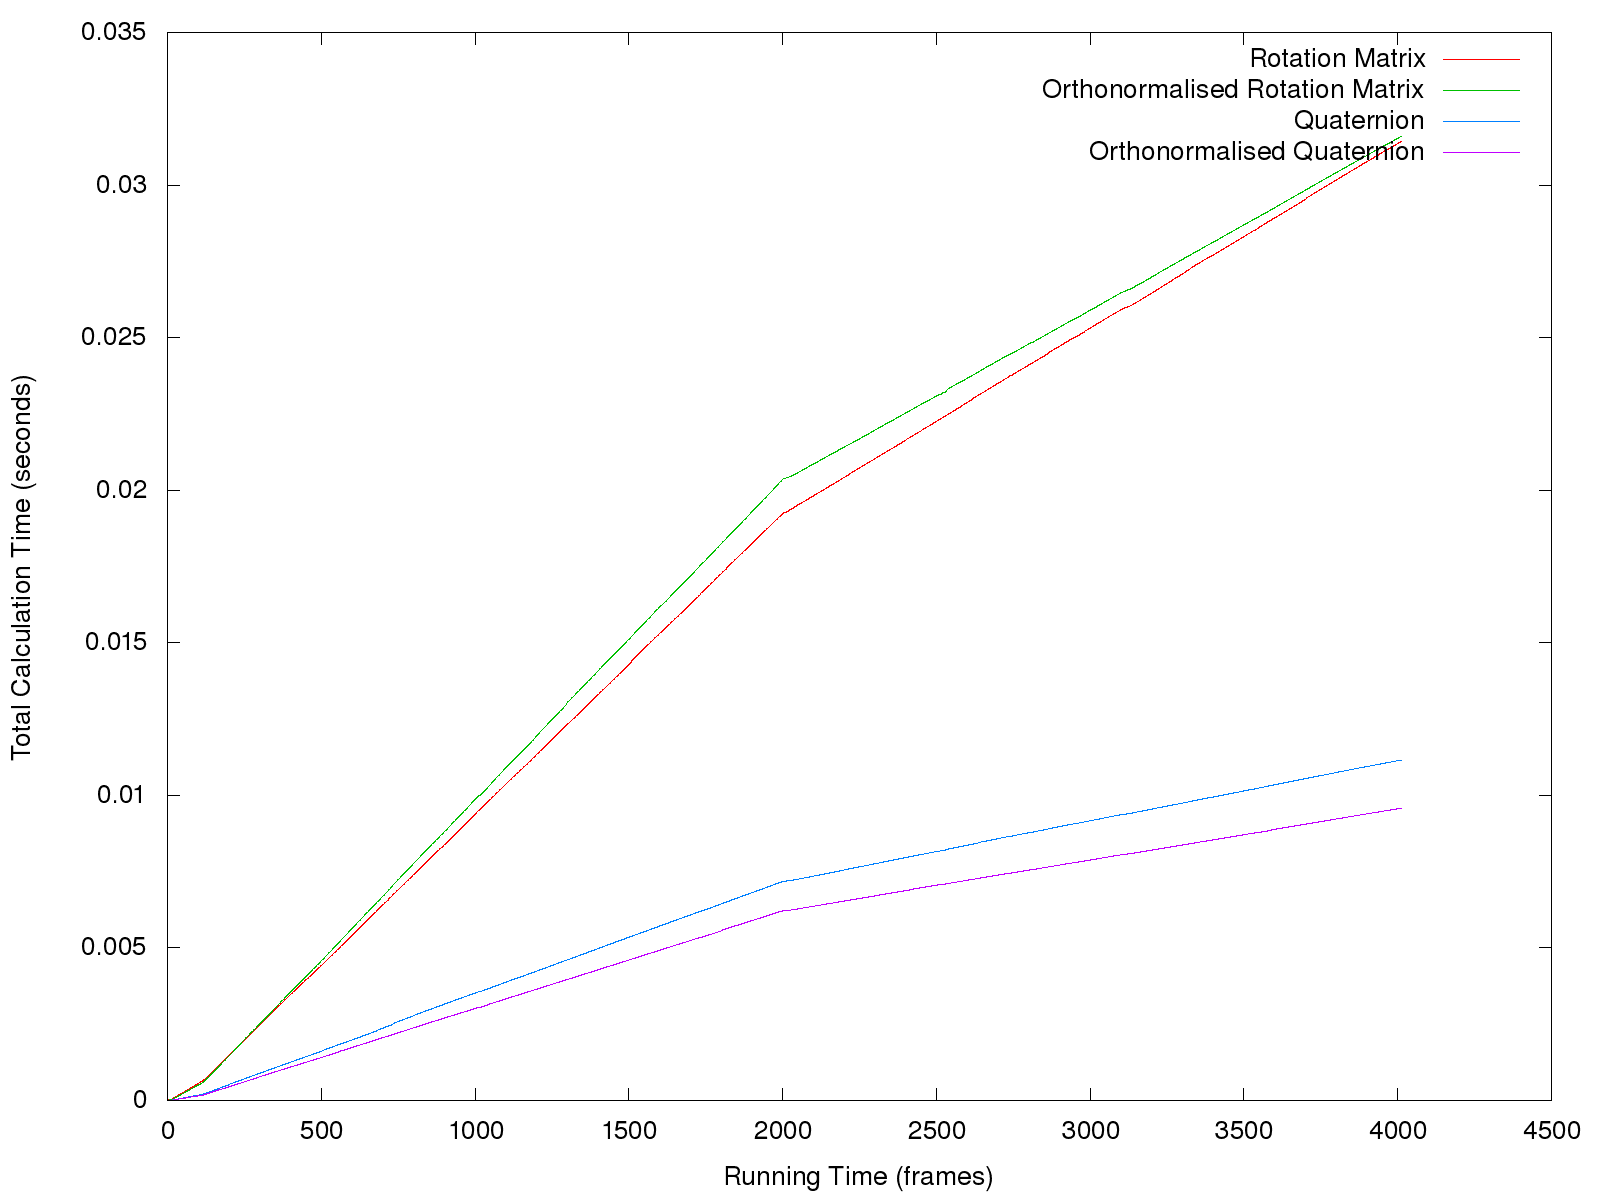 0.035
0.03
0.025
0.02
0.015
0.01
0.005
0
Total Calculation Time (seconds)
Rotation Matrix
Orthonormalised Rotation Matrix
Quaternion
Orthonormalised Quaternion
0 500 1000 1500 2000 2500 3000 3500 4000 4500
Running Time (frames)